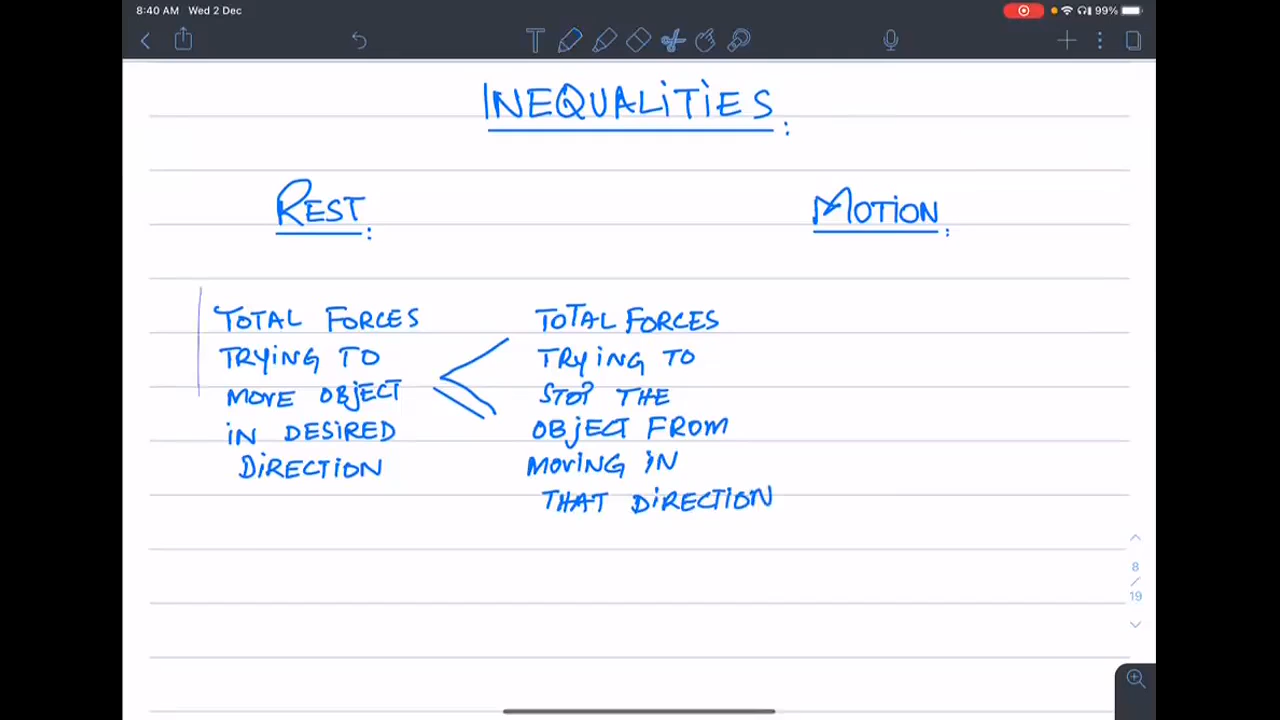 8:40 AM Wed 2 Dec
99%
T
INEQUALITIES:
REST:
MOTION:
TOTAL FORCES
TRYING TO
MOVE OBJECT
IN DESIRED
DIRECTION
≤
TOTAL FORCES
TRYING TO
STOP THE
OBJECT FROM
MOVING IN
THAT DIRECTION
8
/
19